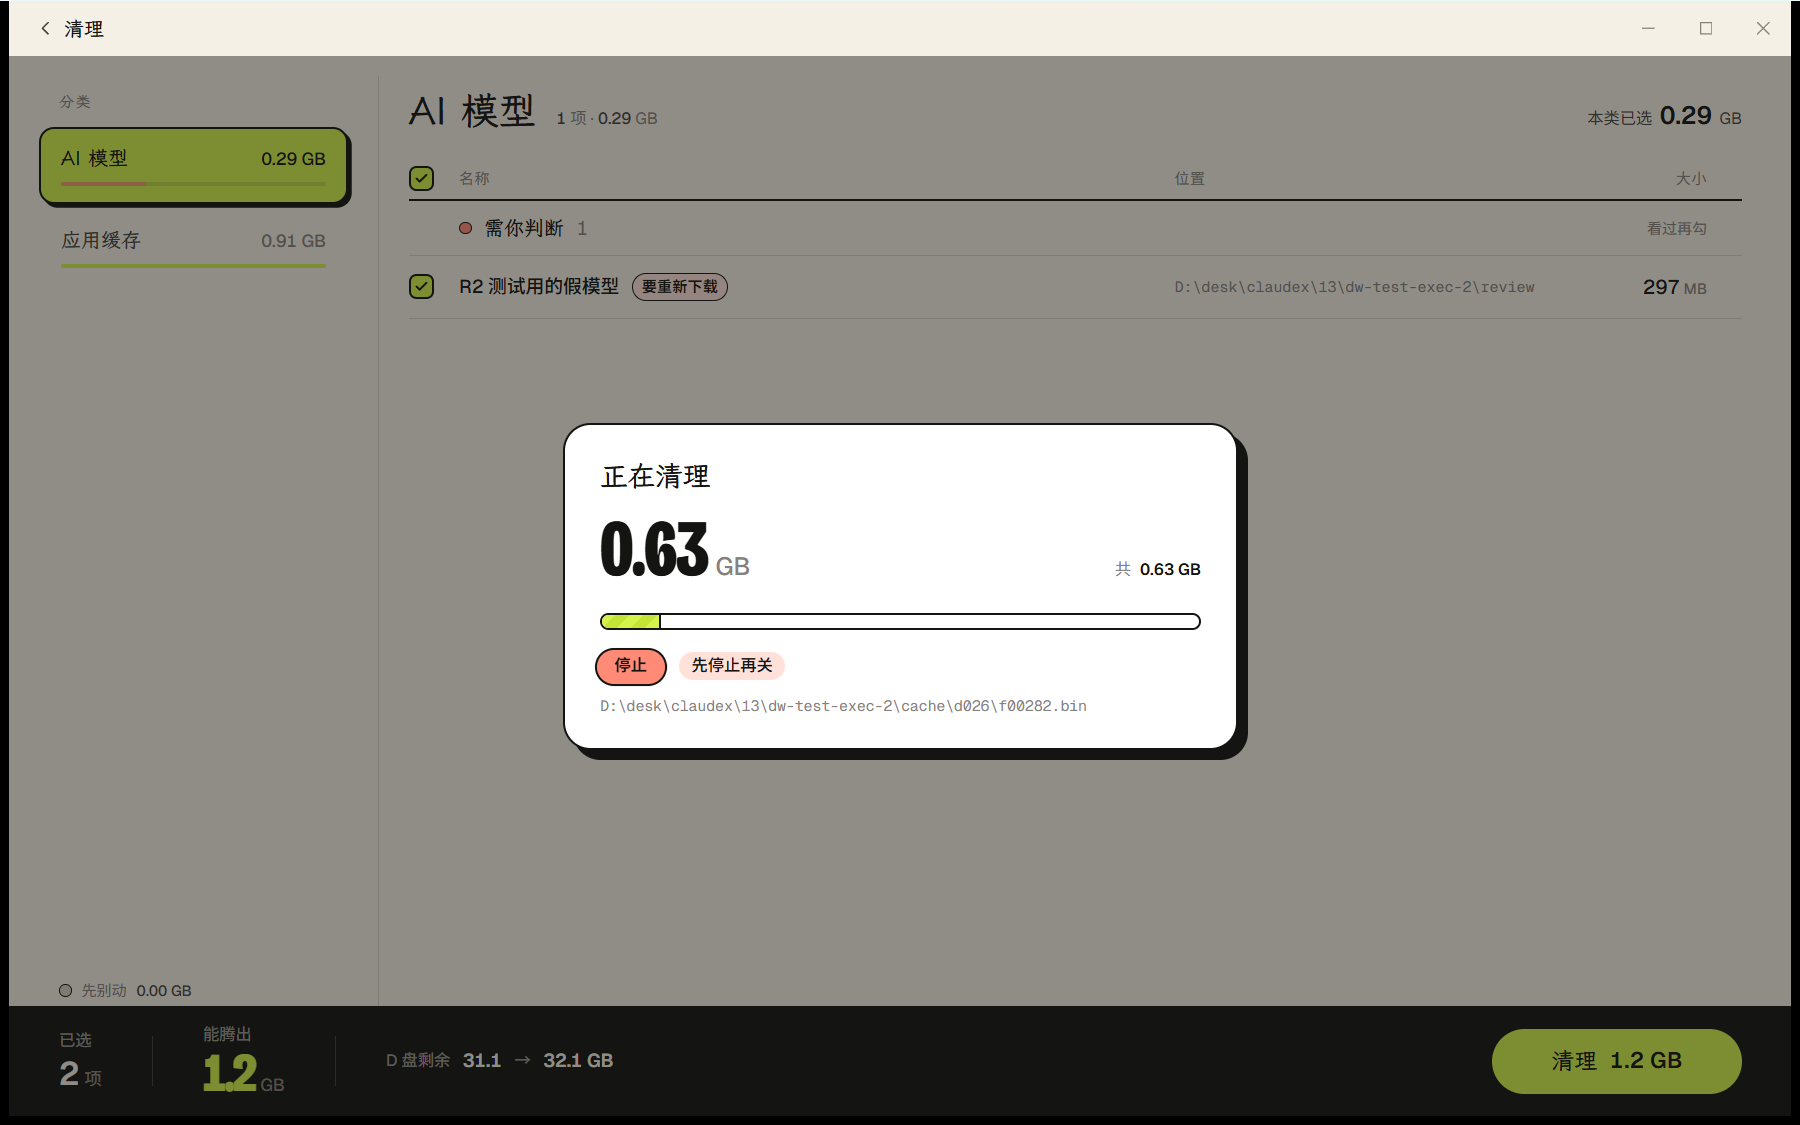 清理
分类
AI 模型 0.29 GB
应用缓存 0.91 GB
先别动 0.00 GB
AI 模型 1 项 · 0.29 GB
本类已选 0.29 GB
名称 位置 大小
需你判断 1 看过再勾
R2 测试用的假模型 要重新下载 D:\desk\claudex\13\dw-test-exec-2\review 297 MB
正在清理
0.63 GB 共 0.63 GB
停止 先停止再关
D:\desk\claudex\13\dw-test-exec-2\cache\d026\f00282.bin
已选
2 项
能腾出
1.2 GB
D 盘剩余 31.1 → 32.1 GB
清理 1.2 GB